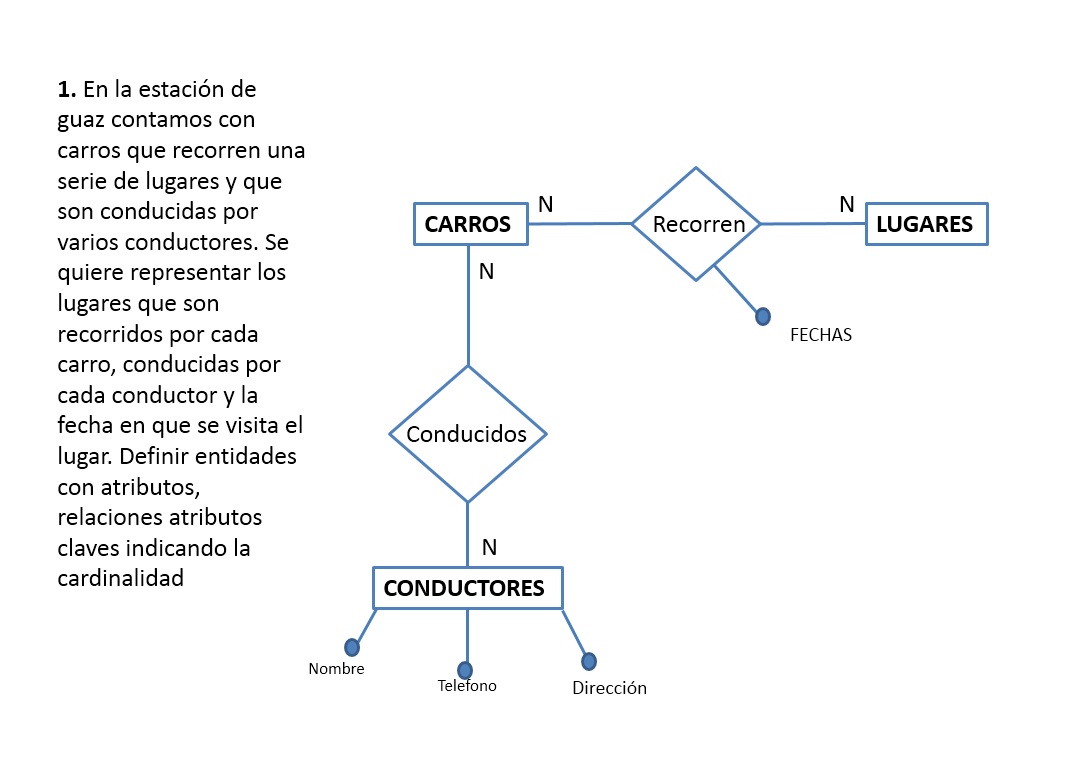 1. En la estación de
guaz contamos con
carros que recorren una
serie de lugares y que
son conducidas por
varios conductores. Se
quiere representar los
lugares que son
recorridos por cada
carro, conducidas por
cada conductor y la
fecha en que se visita el
lugar. Definir entidades
con atributos,
relaciones atributos
claves indicando la
cardinalidad
N
N
CARROS
Recorren
LUGARES
N
FECHAS
Conducidos
N
CONDUCTORES
Nombre
Telefono
Dirección